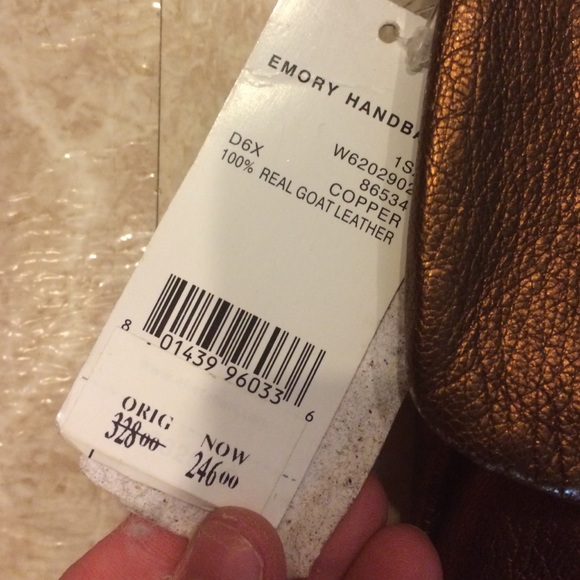 EMORY HANDBA
1S
D6X W6202902
86534
COPPER
100% REAL GOAT LEATHER
8 01439 96033 6
ORIG NOW
328.00 246.00